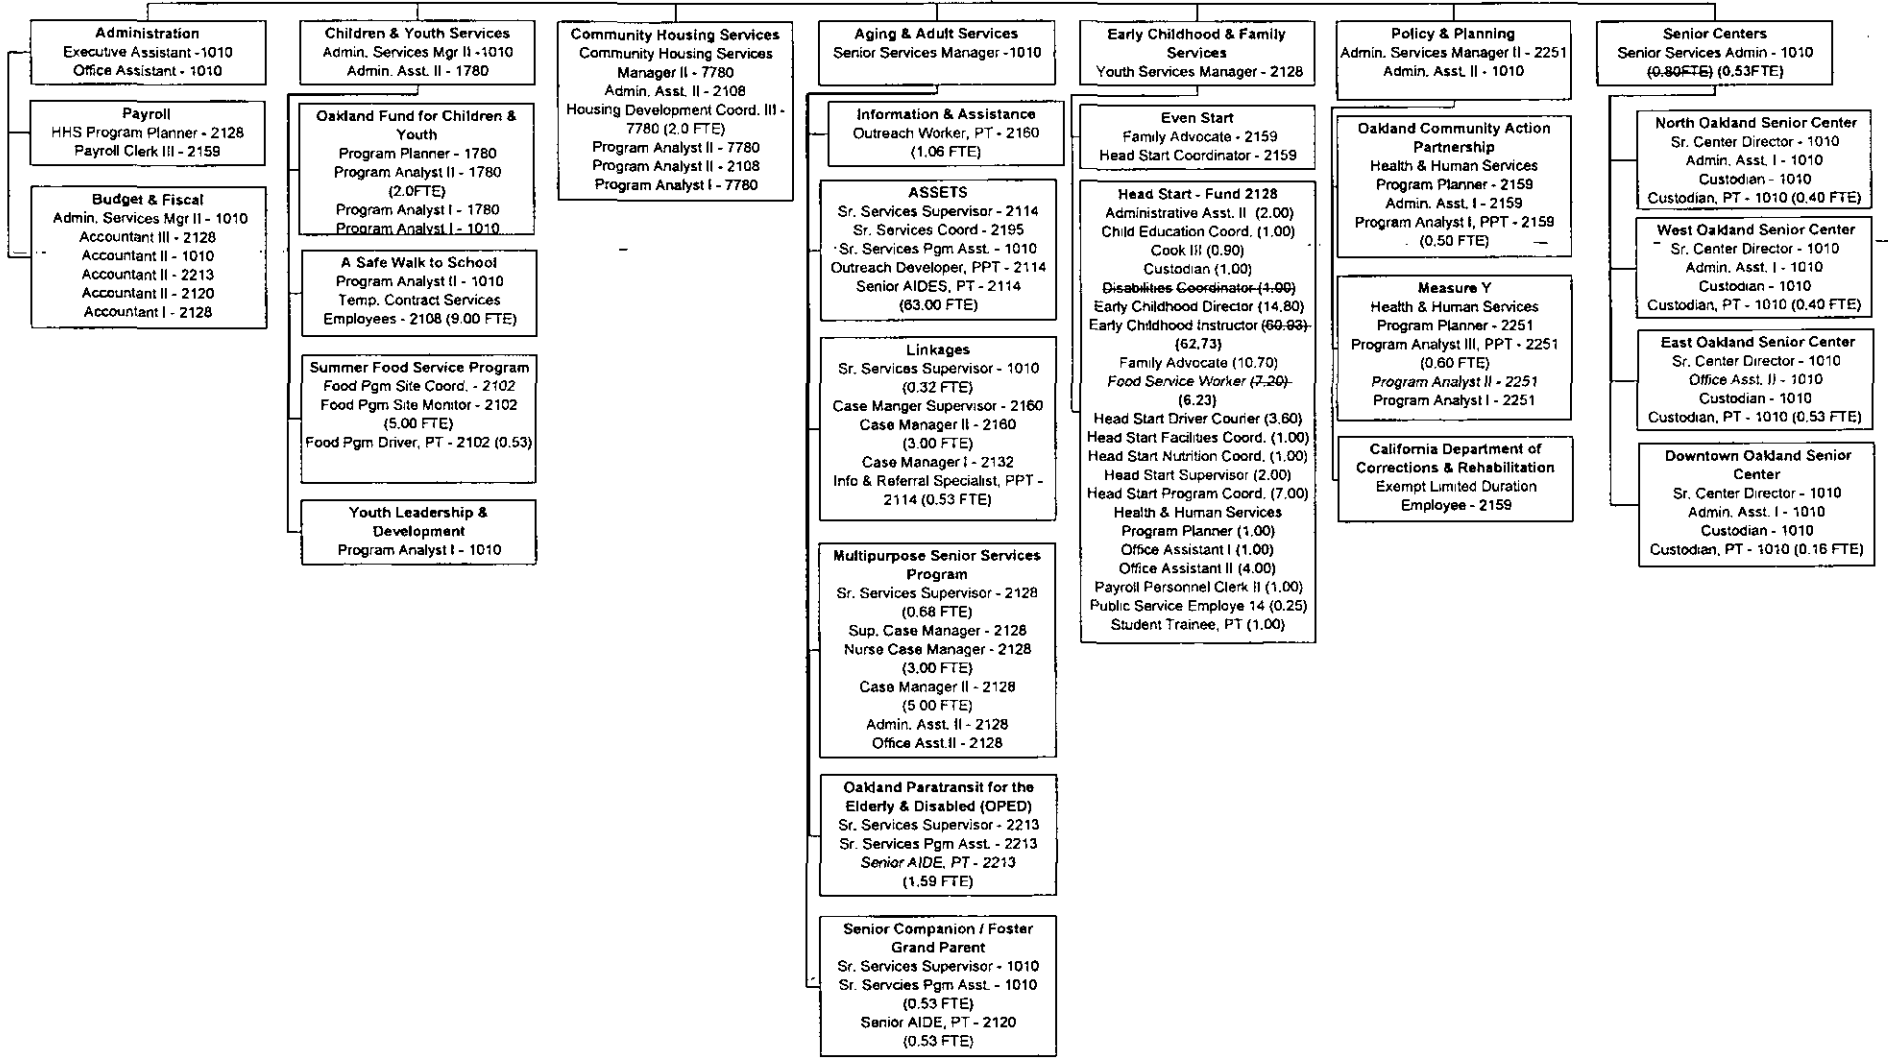 Administration
Executive Assistant -1010
Office Assistant - 1010
Payroll
HHS Program Planner - 2128
Payroll Clerk III - 2159
Budget & Fiscal
Admin. Services Mgr II - 1010
Accountant III - 2128
Accountant II - 1010
Accountant II - 2213
Accountant II - 2120
Accountant I - 2128
Children & Youth Services
Admin. Services Mgr II -1010
Admin. Asst. II - 1780
Oakland Fund for Children &
Youth
Program Planner - 1780
Program Analyst II - 1780
(2.0FTE)
Program Analyst I - 1780
Program Analyst I - 1010
A Safe Walk to School
Program Analyst II - 1010
Temp. Contract Services
Employees - 2108 (9.00 FTE)
Summer Food Service Program
Food Pgm Site Coord. - 2102
Food Pgm Site Monitor - 2102
(5.00 FTE)
Food Pgm Driver, PT - 2102 (0.53)
Youth Leadership &
Development
Program Analyst I - 1010
Community Housing Services
Community Housing Services
Manager II - 7780
Admin. Asst. II - 2108
Housing Development Coord. III -
7780 (2.0 FTE)
Program Analyst II - 7780
Program Analyst II - 2108
Program Analyst I - 7780
Aging & Adult Services
Senior Services Manager -1010
Information & Assistance
Outreach Worker, PT - 2160
(1.06 FTE)
ASSETS
Sr. Services Supervisor - 2114
Sr. Services Coord - 2195
Sr. Services Pgm Asst. - 1010
Outreach Developer, PPT - 2114
Senior AIDES, PT - 2114
(63.00 FTE)
Linkages
Sr. Services Supervisor - 1010
(0.32 FTE)
Case Manger Supervisor - 2160
Case Manager II - 2160
(3.00 FTE)
Case Manager I - 2132
Info & Referral Specialist, PPT -
2114 (0.53 FTE)
Multipurpose Senior Services
Program
Sr. Services Supervisor - 2128
(0.68 FTE)
Sup. Case Manager - 2128
Nurse Case Manager - 2128
(3.00 FTE)
Case Manager II - 2128
(5 00 FTE)
Admin. Asst. II - 2128
Office Asst.II - 2128
Oakland Paratransit for the
Elderly & Disabled (OPED)
Sr. Services Supervisor - 2213
Sr. Services Pgm Asst. - 2213
Senior AIDE, PT - 2213
(1.59 FTE)
Senior Companion / Foster
Grand Parent
Sr. Services Supervisor - 1010
Sr. Servcies Pgm Asst. - 1010
(0.53 FTE)
Senior AIDE, PT - 2120
(0.53 FTE)
Early Childhood & Family
Services
Youth Services Manager - 2128
Even Start
Family Advocate - 2159
Head Start Coordinator - 2159
Head Start - Fund 2128
Administrative Asst. II (2.00)
Child Education Coord. (1.00)
Cook III (0.90)
Custodian (1.00)
Disabilities Coordinator (1.00)
Early Childhood Director (14.80)
Early Childhood Instructor (60.93)
(62.73)
Family Advocate (10.70)
Food Service Worker (7.20)
(6.23)
Head Start Driver Courier (3.60)
Head Start Facilities Coord. (1.00)
Head Start Nutrition Coord. (1.00)
Head Start Supervisor (2.00)
Head Start Program Coord. (7.00)
Health & Human Services
Program Planner (1.00)
Office Assistant I (1.00)
Office Assistant II (4.00)
Payroll Personnel Clerk II (1.00)
Public Service Employe 14 (0.25)
Student Trainee, PT (1.00)
Policy & Planning
Admin. Services Manager II - 2251
Admin. Asst. II - 1010
Oakland Community Action
Partnership
Health & Human Services
Program Planner - 2159
Admin. Asst. I - 2159
Program Analyst I, PPT - 2159
(0.50 FTE)
Measure Y
Health & Human Services
Program Planner - 2251
Program Analyst III, PPT - 2251
(0.60 FTE)
Program Analyst II - 2251
Program Analyst I - 2251
California Department of
Corrections & Rehabilitation
Exempt Limited Duration
Employee - 2159
Senior Centers
Senior Services Admin - 1010
(0.80FTE) (0.53FTE)
North Oakland Senior Center
Sr. Center Director - 1010
Admin. Asst. I - 1010
Custodian - 1010
Custodian, PT - 1010 (0.40 FTE)
West Oakland Senior Center
Sr. Center Director - 1010
Admin. Asst. I - 1010
Custodian - 1010
Custodian, PT - 1010 (0.40 FTE)
East Oakland Senior Center
Sr. Center Director - 1010
Office Asst. II - 1010
Custodian - 1010
Custodian, PT - 1010 (0.53 FTE)
Downtown Oakland Senior
Center
Sr. Center Director - 1010
Admin. Asst. I - 1010
Custodian - 1010
Custodian, PT - 1010 (0.16 FTE)